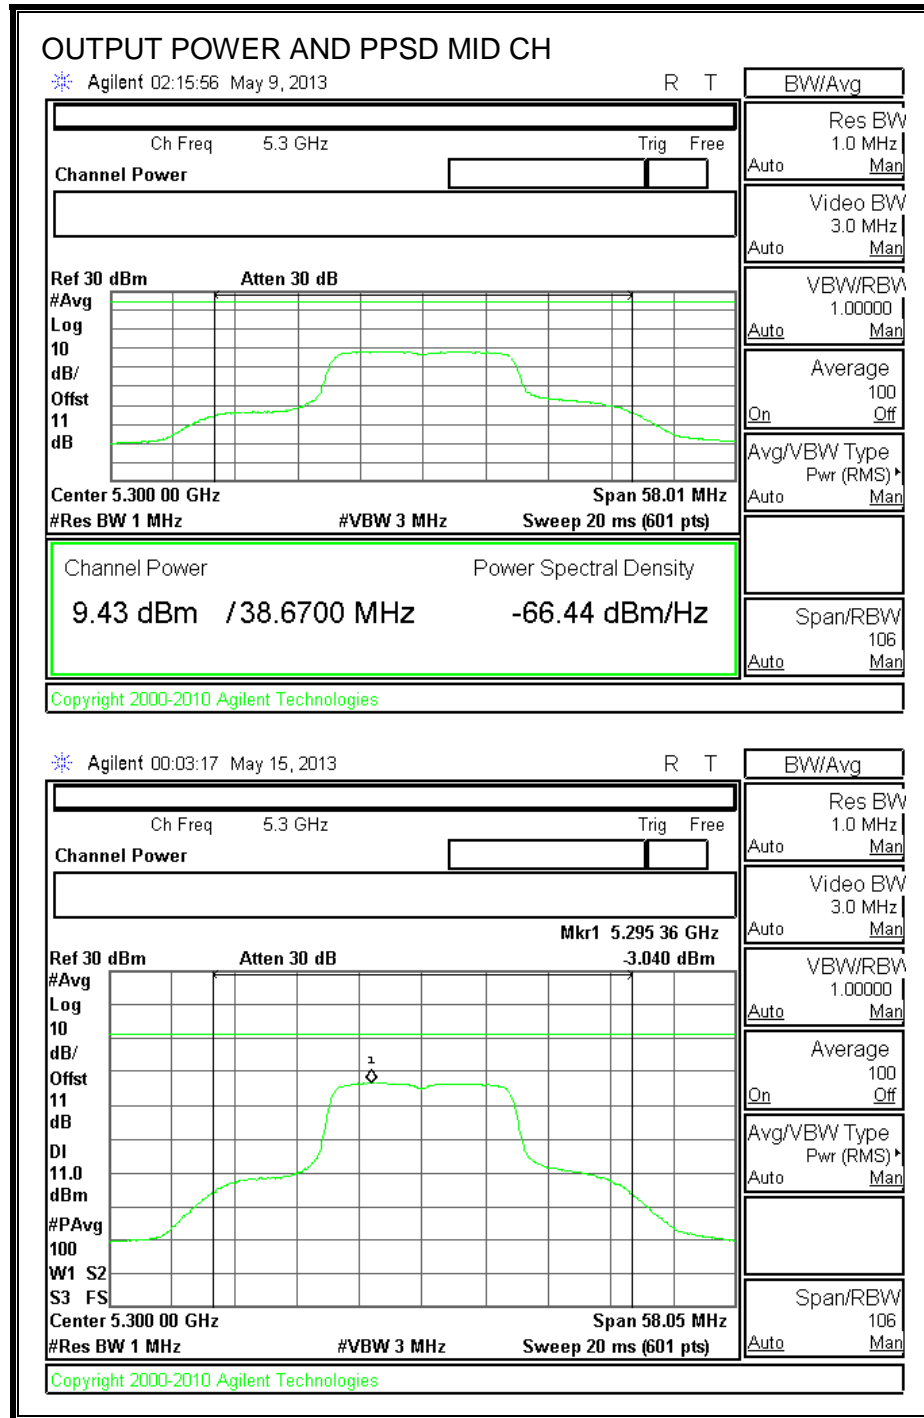 OUTPUT POWER AND PPSD MID CH
Agilent 02:15:56 May 9, 2013 R T
Ch Freq 5.3 GHz Trig Free
Channel Power
Ref 30 dBm Atten 30 dB
#Avg
Log
10
dB/
Offst
11
dB
Center 5.300 00 GHz Span 58.01 MHz
#Res BW 1 MHz #VBW 3 MHz Sweep 20 ms (601 pts)
Channel Power Power Spectral Density
9.43 dBm /38.6700 MHz -66.44 dBm/Hz
Copyright 2000-2010 Agilent Technologies
BW/Avg
Res BW
1.0 MHz
Auto Man
Video BW
3.0 MHz
Auto Man
VBW/RBW
1.00000
Auto Man
Average
100
On Off
Avg/VBW Type
Pwr (RMS)
Auto Man
Span/RBW
106
Auto Man
Agilent 00:03:17 May 15, 2013 R T
Ch Freq 5.3 GHz Trig Free
Channel Power
Mkr1 5.295 36 GHz
Ref 30 dBm Atten 30 dB -3.040 dBm
#Avg
Log
10
dB/
Offst
11
dB
DI
11.0
dBm
#PAvg
100
W1 S2
S3 FS
1
Center 5.300 00 GHz Span 58.05 MHz
#Res BW 1 MHz #VBW 3 MHz Sweep 20 ms (601 pts)
Copyright 2000-2010 Agilent Technologies
BW/Avg
Res BW
1.0 MHz
Auto Man
Video BW
3.0 MHz
Auto Man
VBW/RBW
1.00000
Auto Man
Average
100
On Off
Avg/VBW Type
Pwr (RMS)
Auto Man
Span/RBW
106
Auto Man